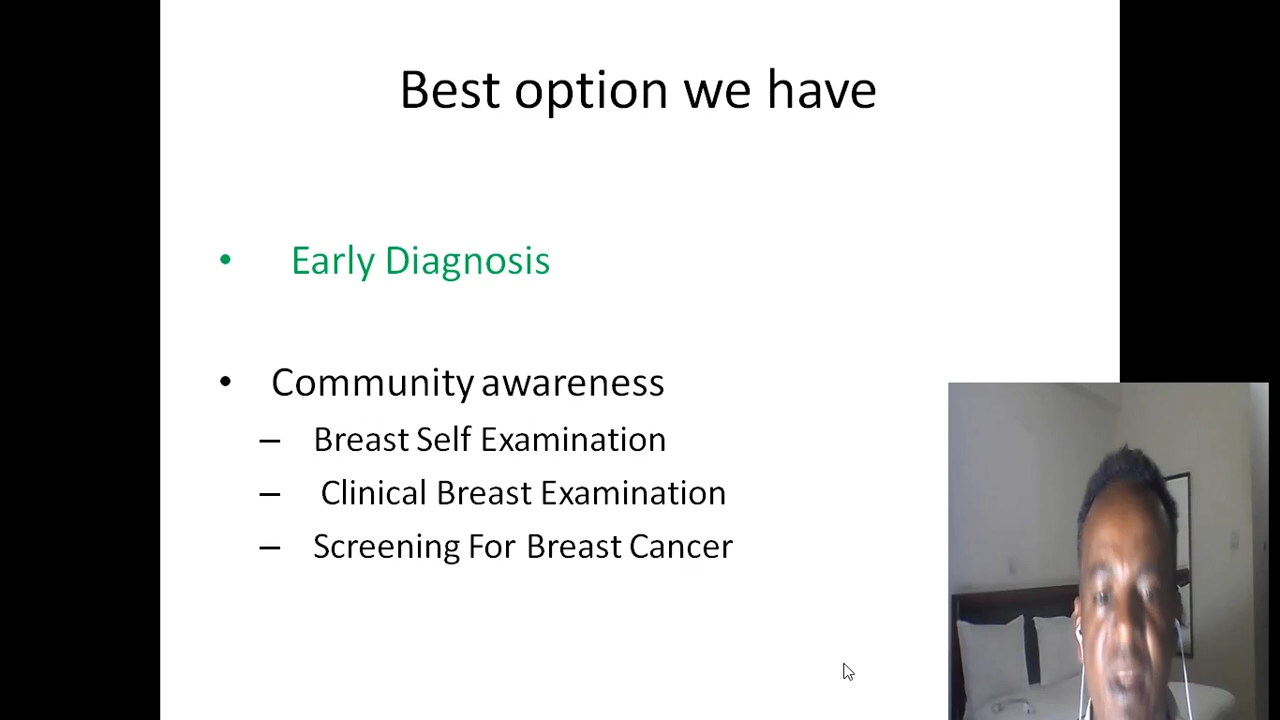 Best option we have
• Early Diagnosis
• Community awareness
– Breast Self Examination
– Clinical Breast Examination
– Screening For Breast Cancer